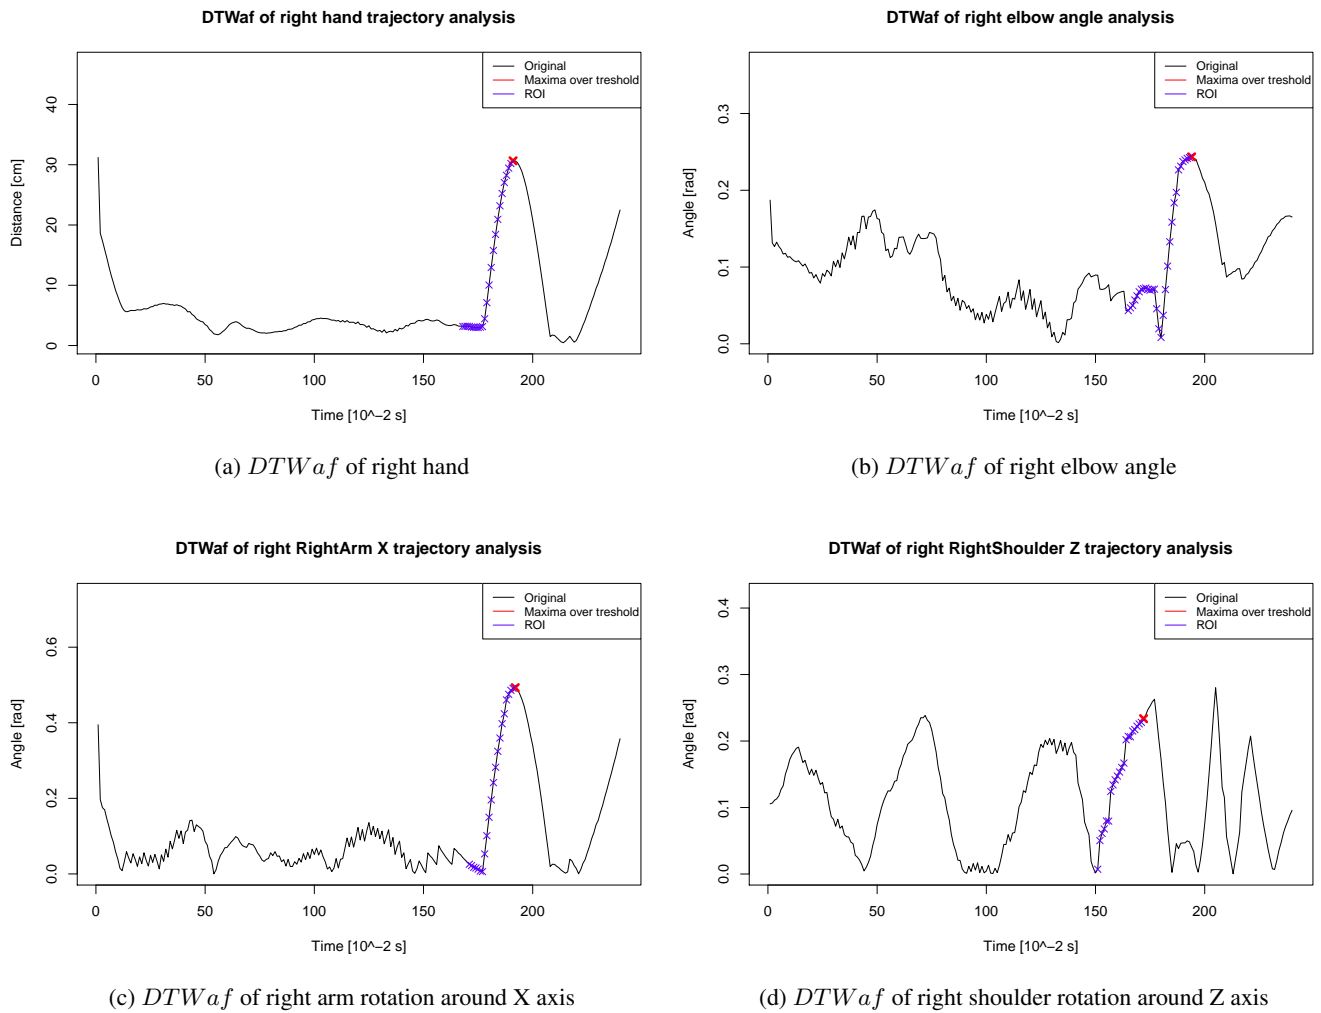 DTWaf of right hand trajectory analysis
Original
Maxima over treshold
ROI
Distance [cm]
40
30
20
10
0
0 50 100 150 200
Time [10^−2 s]
(a) DTWaf of right hand
DTWaf of right elbow angle analysis
Original
Maxima over treshold
ROI
Angle [rad]
0.3
0.2
0.1
0.0
0 50 100 150 200
Time [10^−2 s]
(b) DTWaf of right elbow angle
DTWaf of right RightArm X trajectory analysis
Original
Maxima over treshold
ROI
Angle [rad]
0.6
0.4
0.2
0.0
0 50 100 150 200
Time [10^−2 s]
(c) DTWaf of right arm rotation around X axis
DTWaf of right RightShoulder Z trajectory analysis
Original
Maxima over treshold
ROI
Angle [rad]
0.4
0.3
0.2
0.1
0.0
0 50 100 150 200
Time [10^−2 s]
(d) DTWaf of right shoulder rotation around Z axis